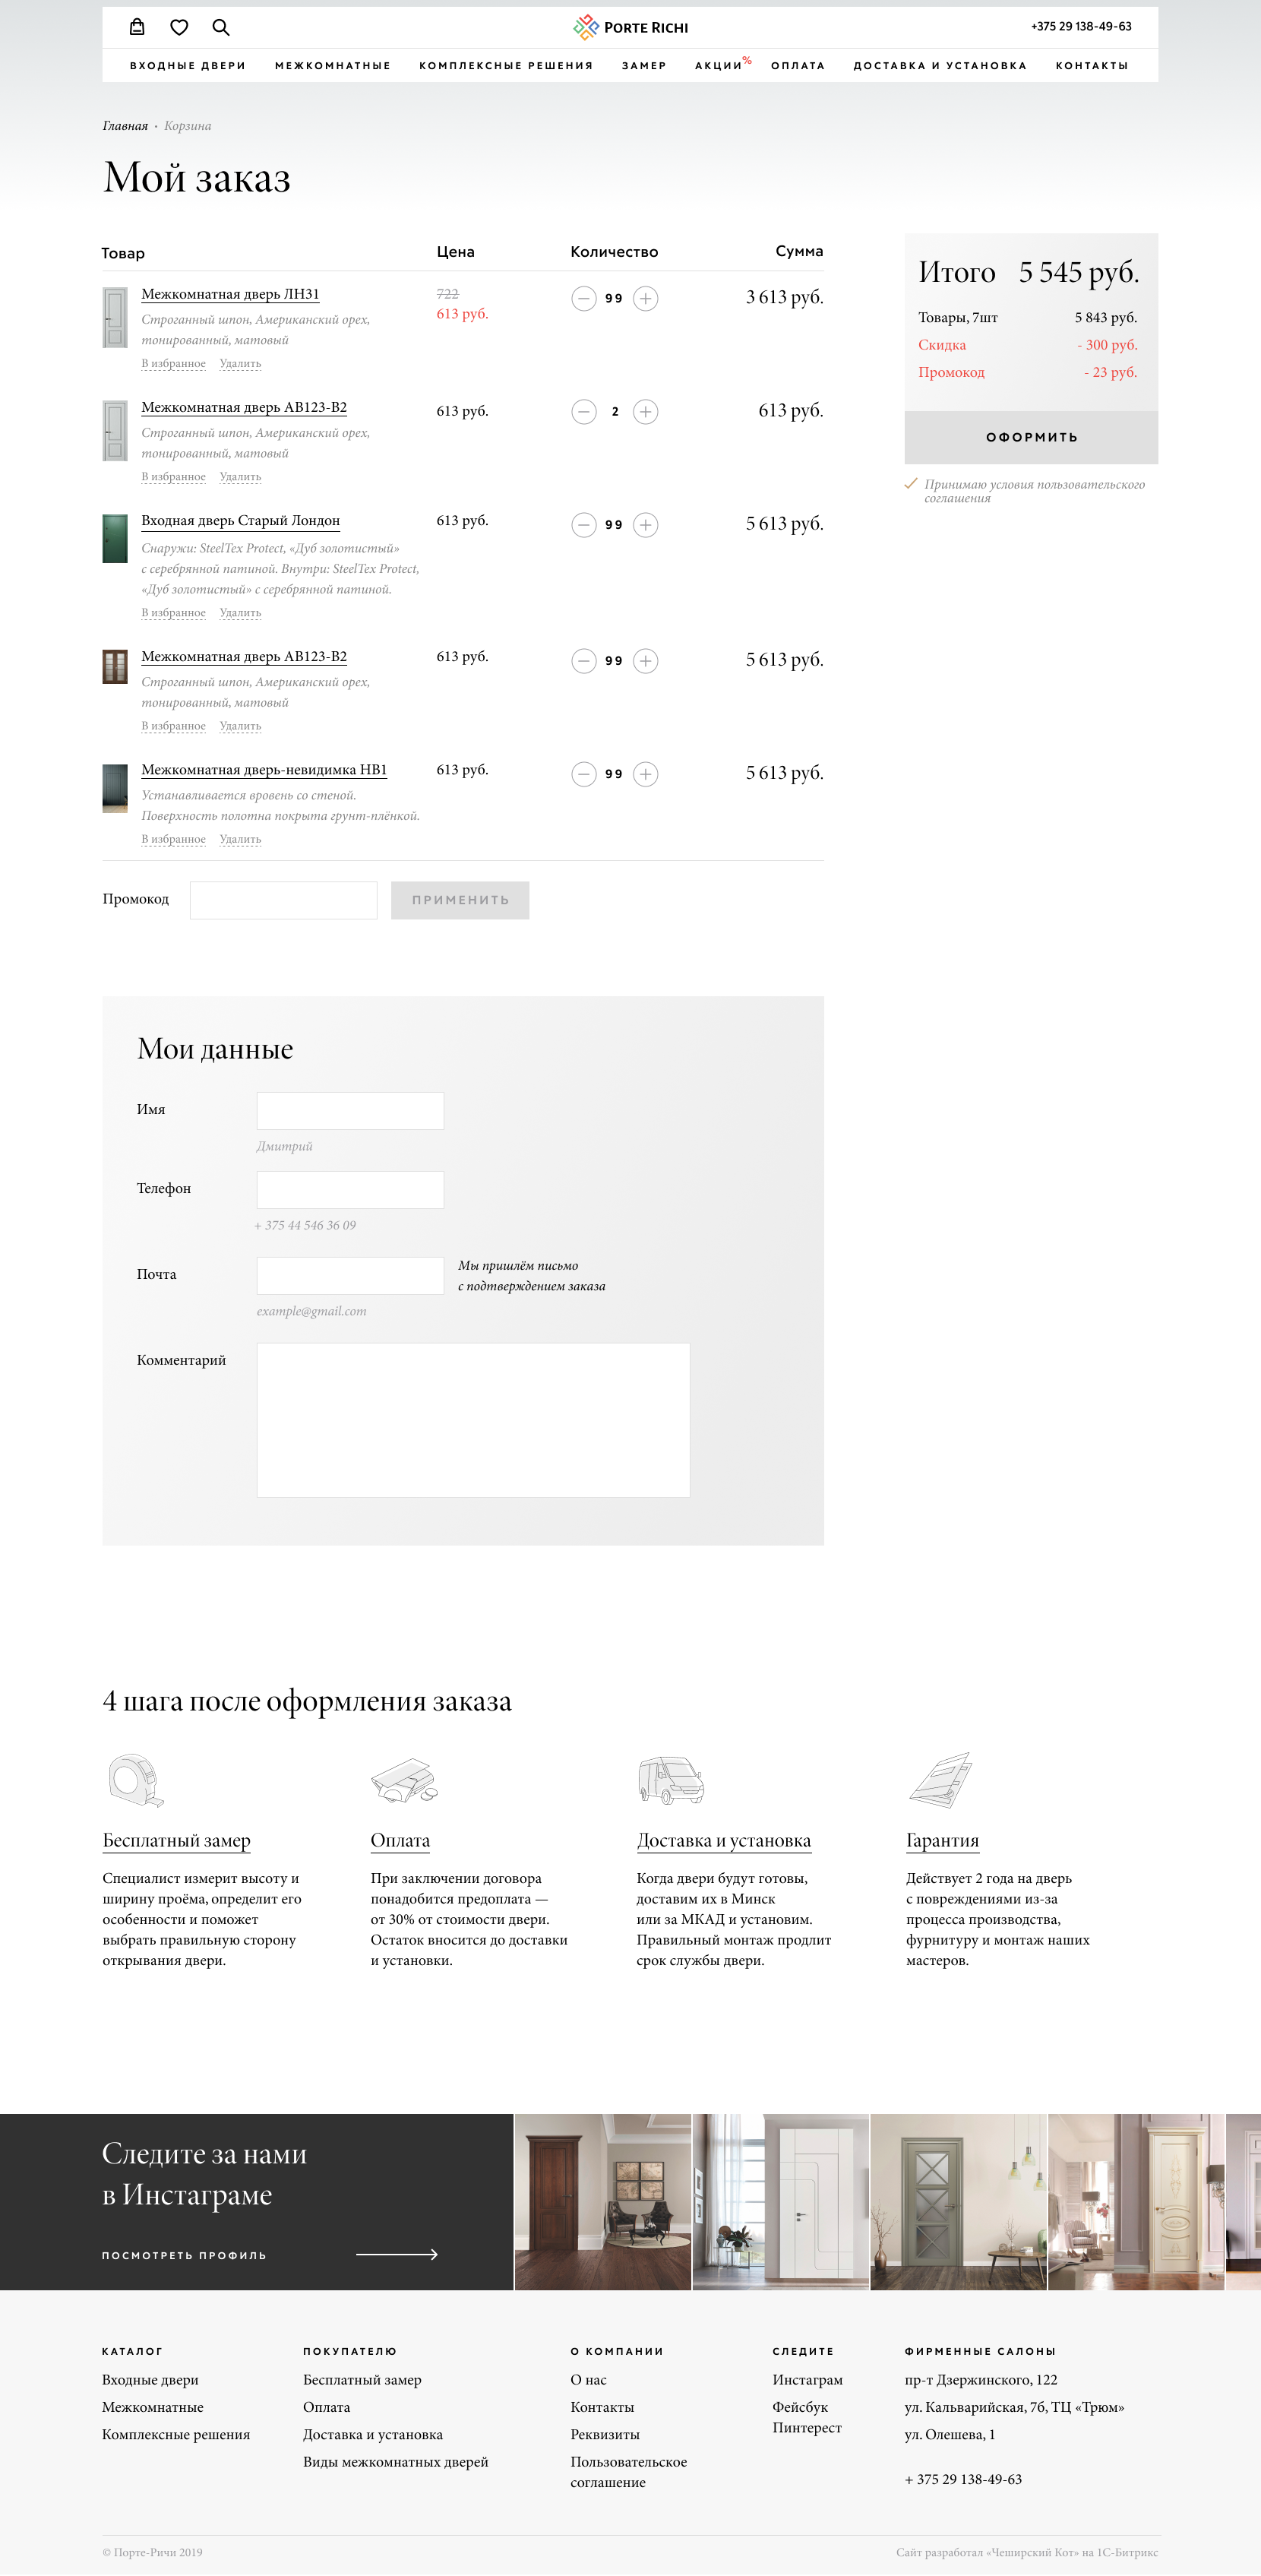 PORTE RICHI
+375 29 138-49-63
ВХОДНЫЕ ДВЕРИ МЕЖКОМНАТНЫЕ КОМПЛЕКСНЫЕ РЕШЕНИЯ ЗАМЕР АКЦИИ% ОПЛАТА ДОСТАВКА И УСТАНОВКА КОНТАКТЫ
Главная · Корзина
Мой заказ
Товар Цена Количество Сумма
Межкомнатная дверь ЛН31
Строганный шпон, Американский орех,
тонированный, матовый
В избранное Удалить
722
613 руб.
99
3 613 руб.
Межкомнатная дверь АВ123-В2
Строганный шпон, Американский орех,
тонированный, матовый
В избранное Удалить
613 руб.
2
613 руб.
Входная дверь Старый Лондон
Снаружи: SteelTex Protect, «Дуб золотистый»
с серебрянной патиной. Внутри: SteelTex Protect,
«Дуб золотистый» с серебрянной патиной.
В избранное Удалить
613 руб.
99
5 613 руб.
Межкомнатная дверь АВ123-В2
Строганный шпон, Американский орех,
тонированный, матовый
В избранное Удалить
613 руб.
99
5 613 руб.
Межкомнатная дверь-невидимка НВ1
Устанавливается вровень со стеной.
Поверхность полотна покрыта грунт-плёнкой.
В избранное Удалить
613 руб.
99
5 613 руб.
Промокод
ПРИМЕНИТЬ
Итого 5 545 руб.
Товары, 7шт 5 843 руб.
Скидка - 300 руб.
Промокод - 23 руб.
ОФОРМИТЬ
Принимаю условия пользовательского
соглашения
Мои данные
Имя
Дмитрий
Телефон
+ 375 44 546 36 09
Почта
Мы пришлём письмо
с подтверждением заказа
example@gmail.com
Комментарий
4 шага после оформления заказа
Бесплатный замер
Специалист измерит высоту и
ширину проёма, определит его
особенности и поможет
выбрать правильную сторону
открывания двери.
Оплата
При заключении договора
понадобится предоплата —
от 30% от стоимости двери.
Остаток вносится до доставки
и установки.
Доставка и установка
Когда двери будут готовы,
доставим их в Минск
или за МКАД и установим.
Правильный монтаж продлит
срок службы двери.
Гарантия
Действует 2 года на дверь
с повреждениями из-за
процесса производства,
фурнитуру и монтаж наших
мастеров.
Следите за нами
в Инстаграме
ПОСМОТРЕТЬ ПРОФИЛЬ
КАТАЛОГ
Входные двери
Межкомнатные
Комплексные решения
ПОКУПАТЕЛЮ
Бесплатный замер
Оплата
Доставка и установка
Виды межкомнатных дверей
О КОМПАНИИ
О нас
Контакты
Реквизиты
Пользовательское
соглашение
СЛЕДИТЕ
Инстаграм
Фейсбук
Пинтерест
ФИРМЕННЫЕ САЛОНЫ
пр-т Дзержинского, 122
ул. Кальварийская, 7б, ТЦ «Трюм»
ул. Олешева, 1
+ 375 29 138-49-63
© Порте-Ричи 2019
Сайт разработал «Чеширский Кот» на 1С-Битрикс